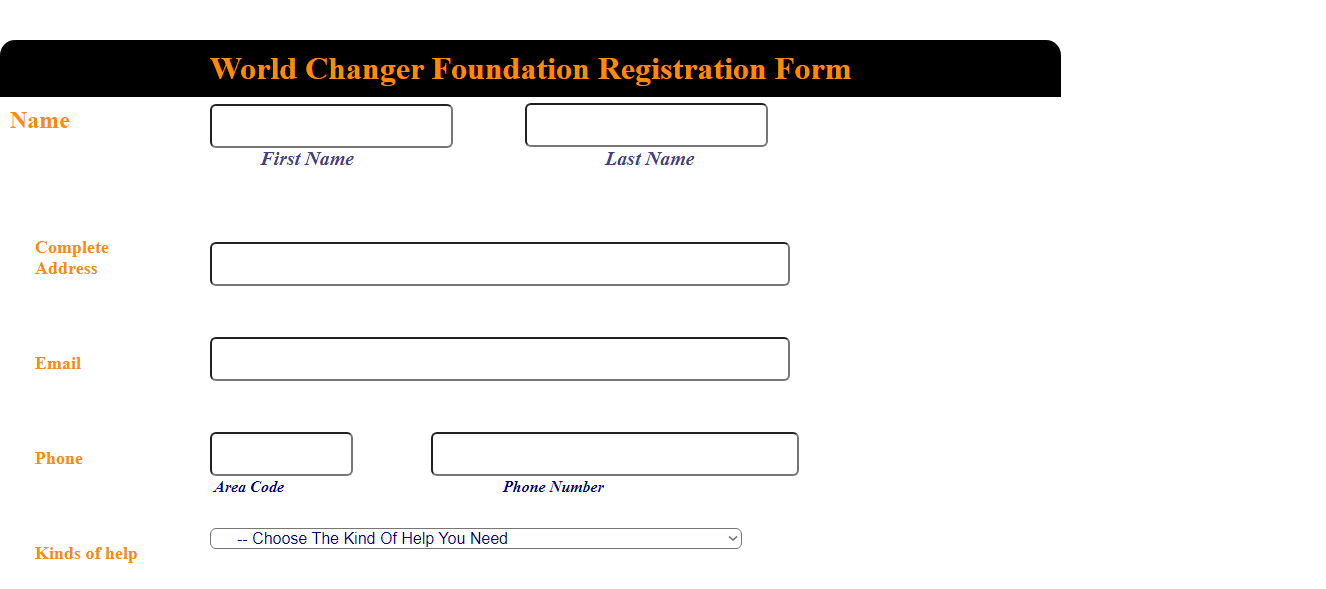 World Changer Foundation Registration Form
Name
First Name
Last Name
Complete
Address
Email
Phone
Area Code
Phone Number
Kinds of help
-- Choose The Kind Of Help You Need